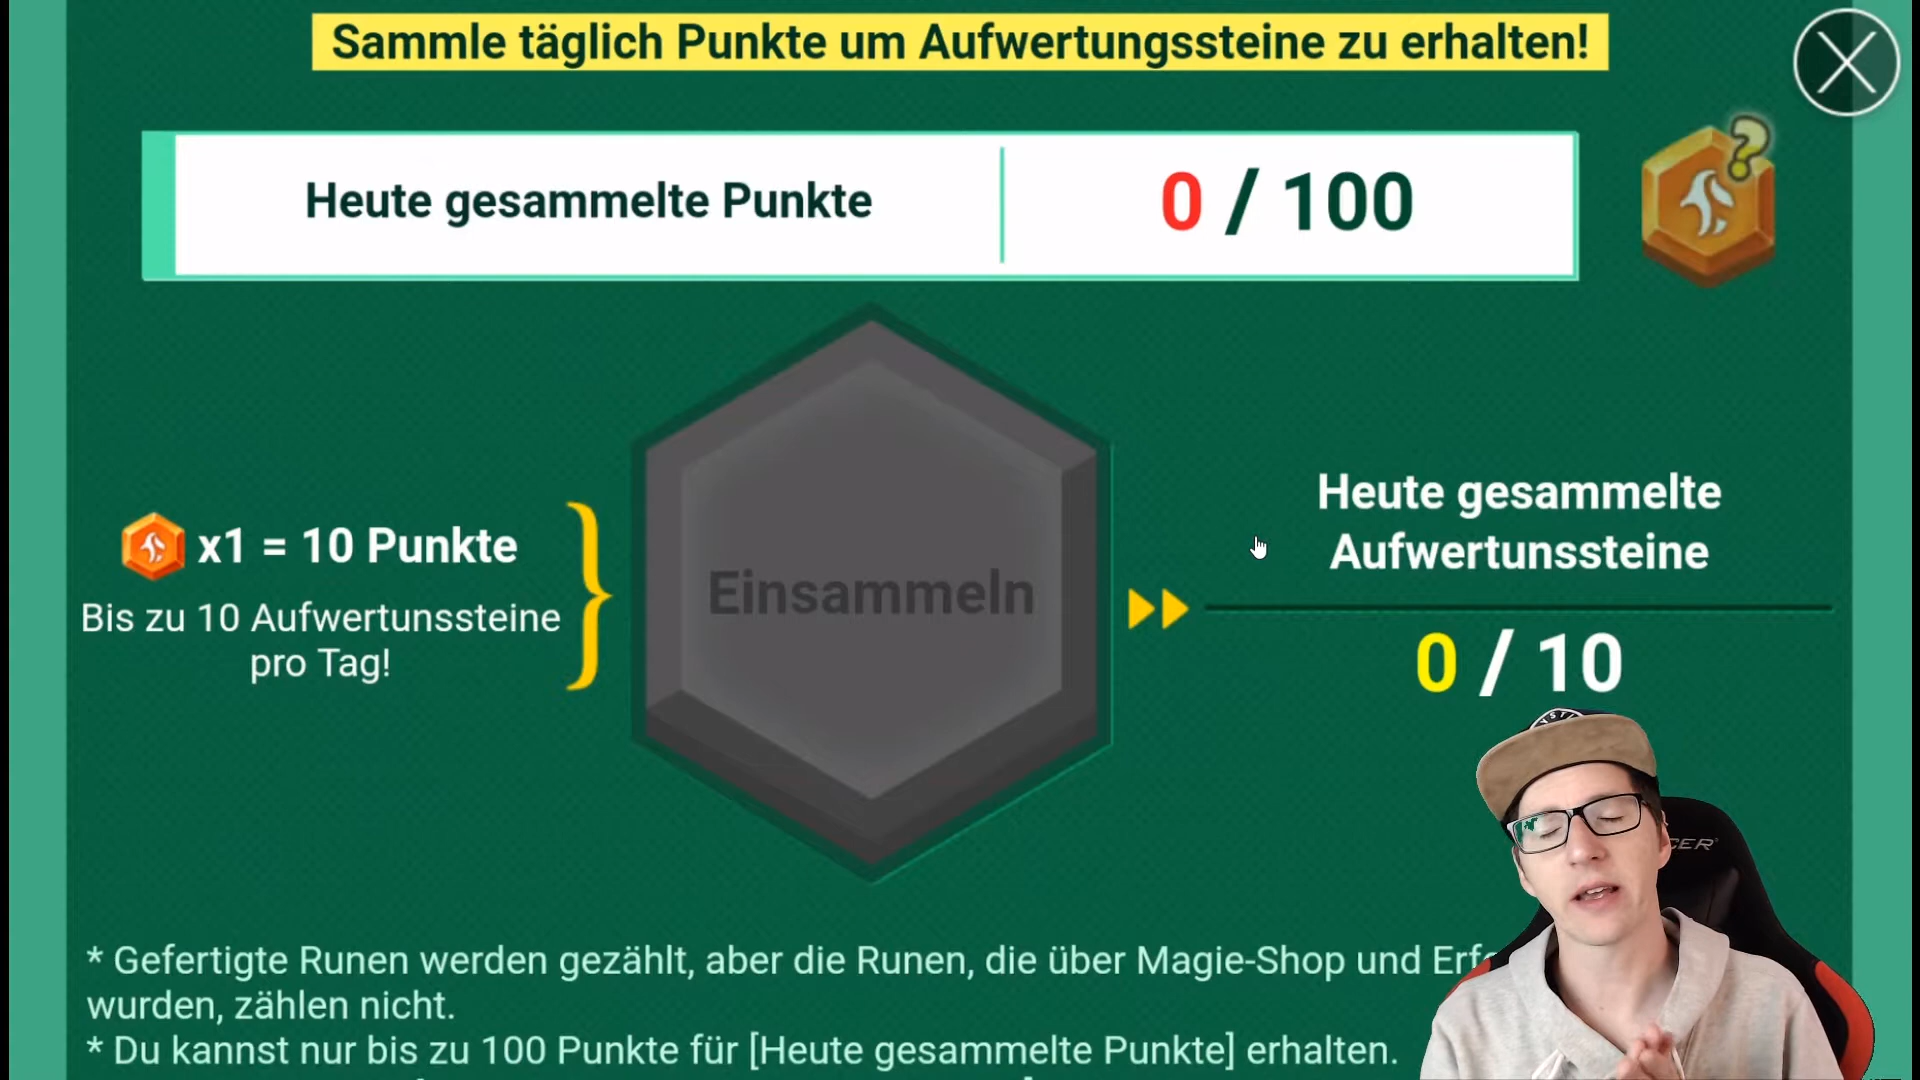 Sammle täglich Punkte um Aufwertungssteine zu erhalten!
Heute gesammelte Punkte
0 / 100
x1 = 10 Punkte
Bis zu 10 Aufwertunssteine
pro Tag!
Einsammeln
Heute gesammelte
Aufwertunssteine
0 / 10
* Gefertigte Runen werden gezählt, aber die Runen, die über Magie-Shop und
wurden, zählen nicht.
* Du kannst nur bis zu 100 Punkte für [Heute gesammelte Punkte] erhalten.